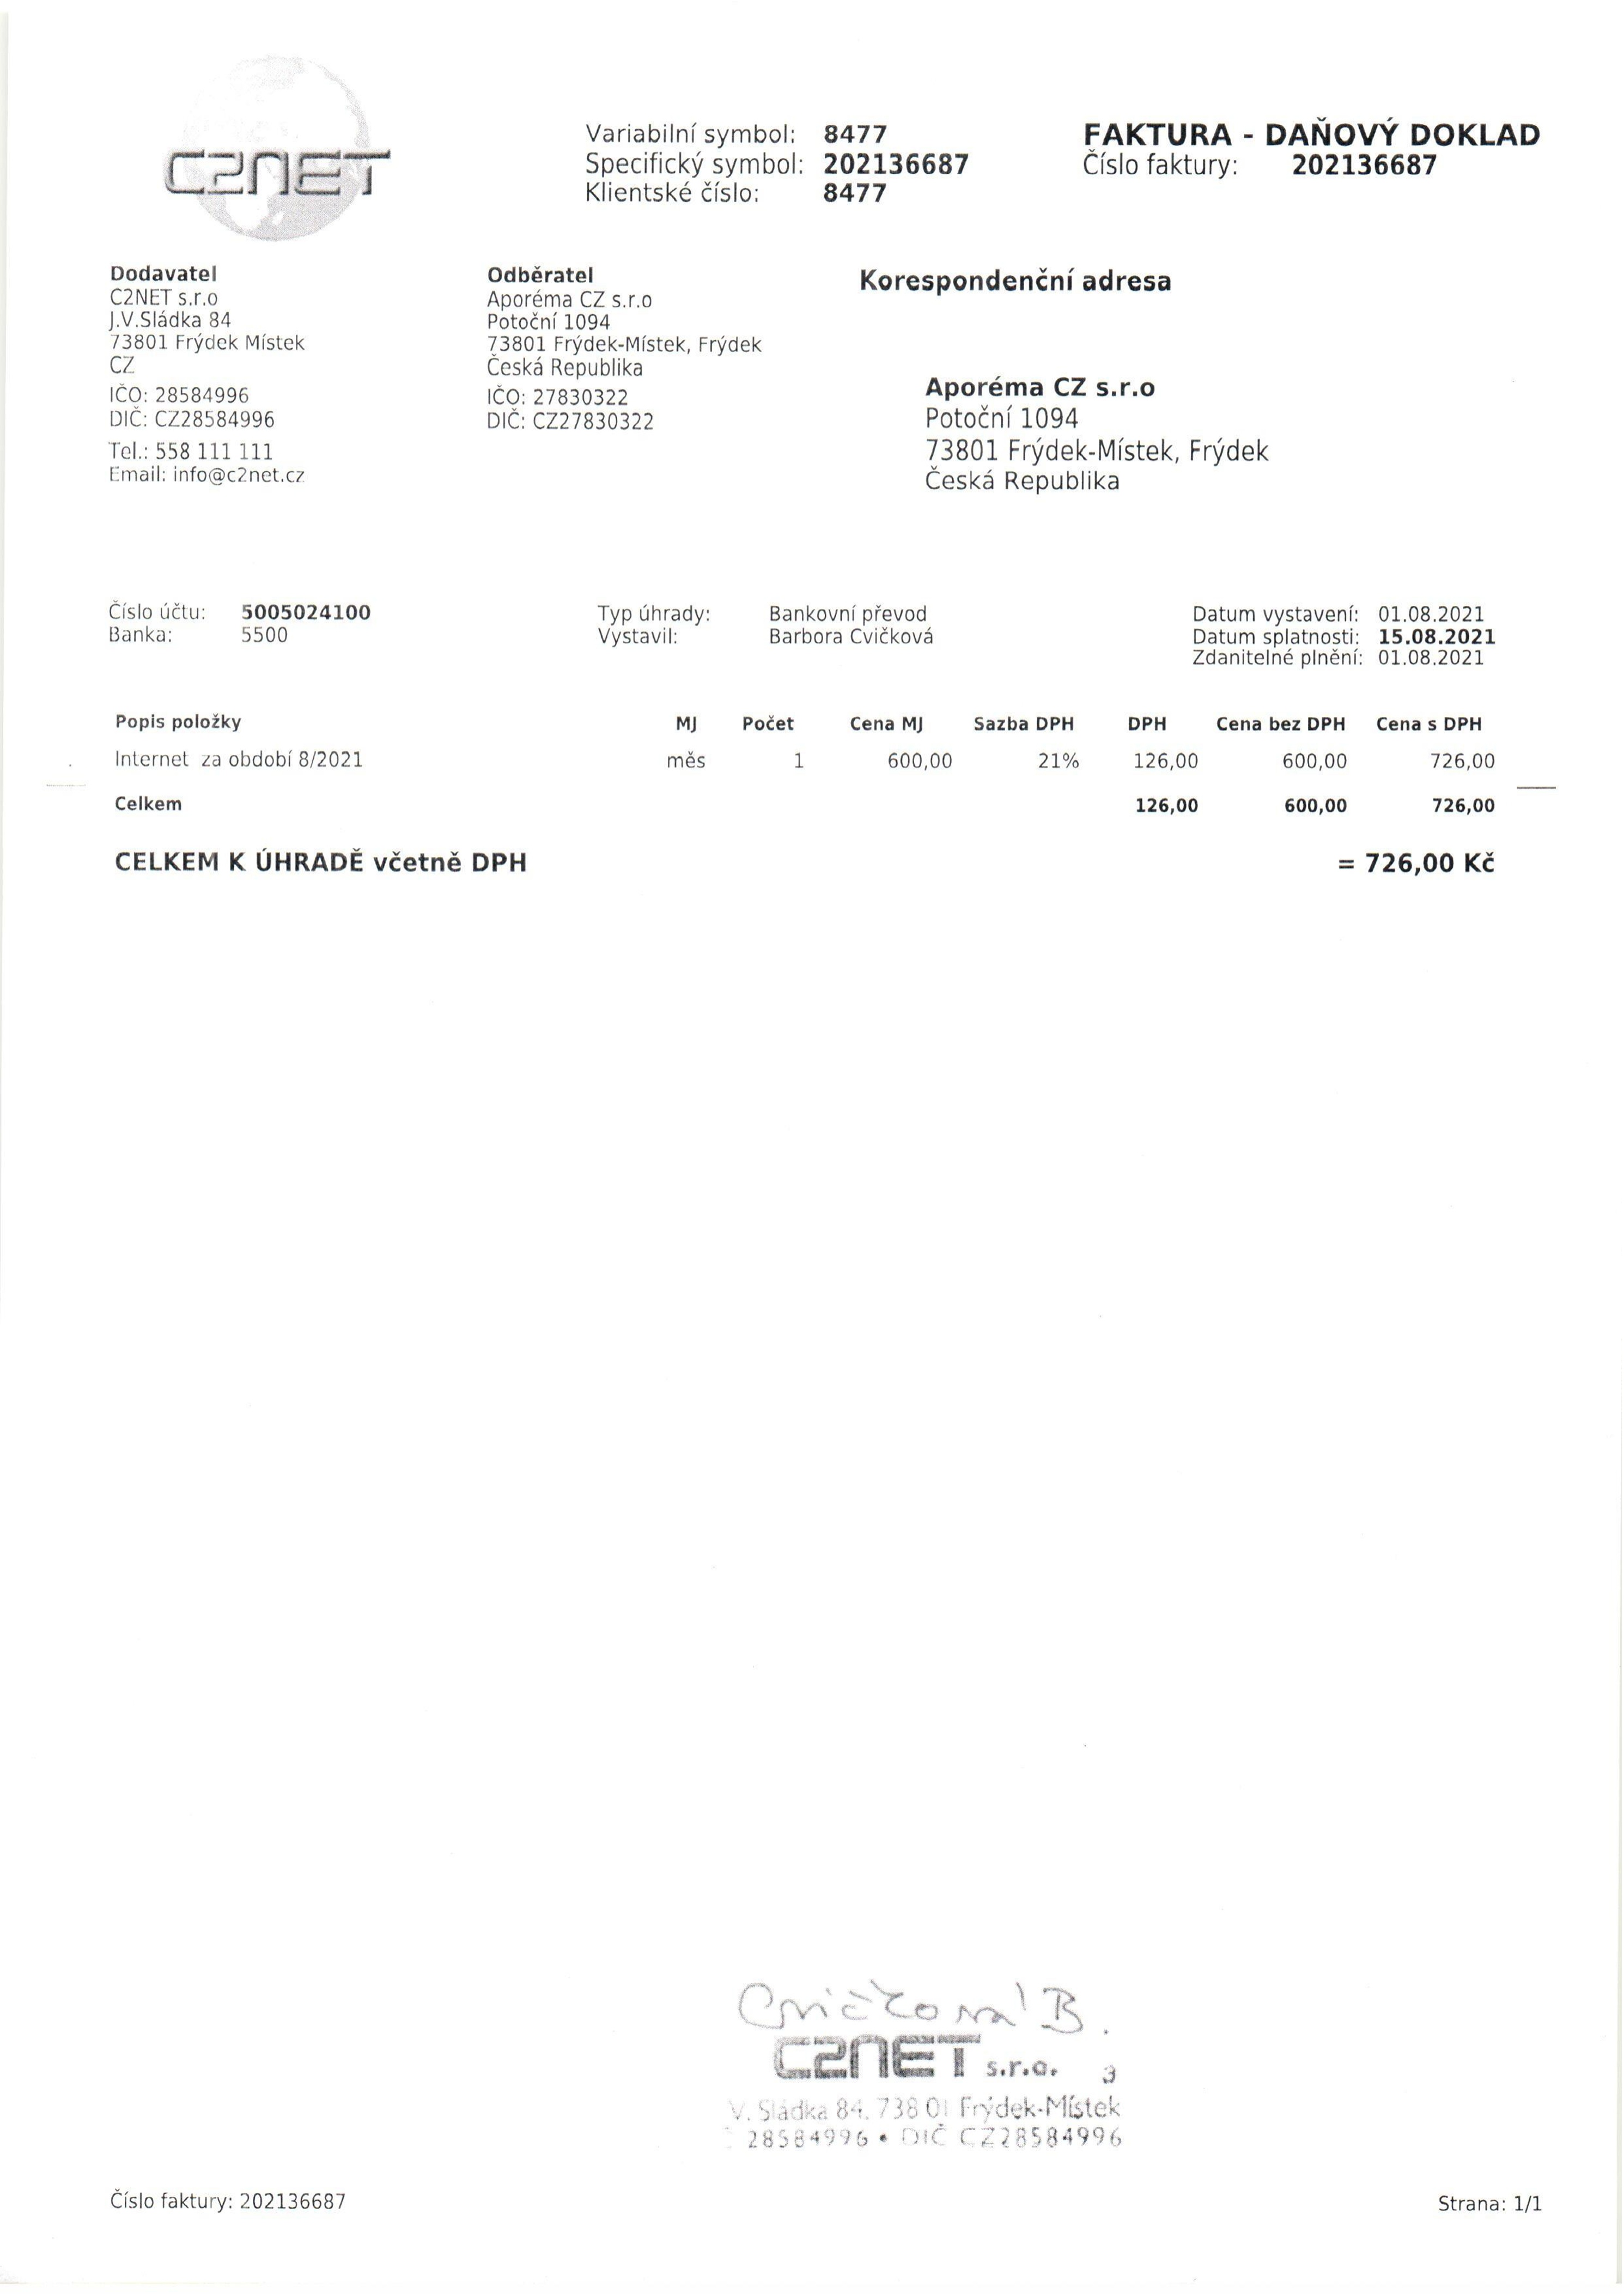 C2NET
Variabilní symbol: 8477
Specifický symbol: 202136687
Klientské číslo: 8477
FAKTURA - DAŇOVÝ DOKLAD
Číslo faktury: 202136687
Dodavatel
C2NET s.r.o
J.V.Sládka 84
73801 Frýdek Místek
CZ
IČO: 28584996
DIČ: CZ28584996
Tel.: 558 111 111
Email: info@c2net.cz
Odběratel
Aporéma CZ s.r.o
Potoční 1094
73801 Frýdek-Místek, Frýdek
Česká Republika
IČO: 27830322
DIČ: CZ27830322
Korespondenční adresa
Aporéma CZ s.r.o
Potoční 1094
73801 Frýdek-Místek, Frýdek
Česká Republika
Číslo účtu: 5005024100
Banka: 5500
Typ úhrady: Bankovní převod
Vystavil: Barbora Cvičková
Datum vystavení: 01.08.2021
Datum splatnosti: 15.08.2021
Zdanitelné plnění: 01.08.2021
Popis položky MJ Počet Cena MJ Sazba DPH DPH Cena bez DPH Cena s DPH
Internet za období 8/2021 měs 1 600,00 21% 126,00 600,00 726,00
Celkem 126,00 600,00 726,00
CELKEM K ÚHRADĚ včetně DPH = 726,00 Kč
Cvičková B.
C2NET s.r.o. 3
V. Sládka 84, 738 01 Frýdek-Místek
28584996 • DIČ CZ28584996
Číslo faktury: 202136687
Strana: 1/1